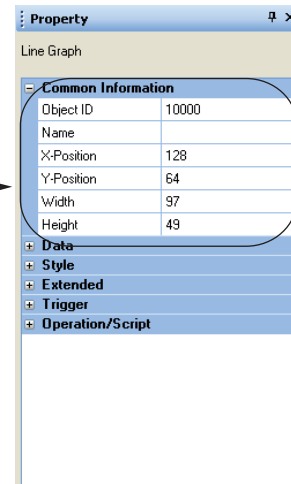 Property
Line Graph
Common Information
Object ID 10000
Name
X-Position 128
Y-Position 64
Width 97
Height 49
Data
Style
Extended
Trigger
Operation/Script